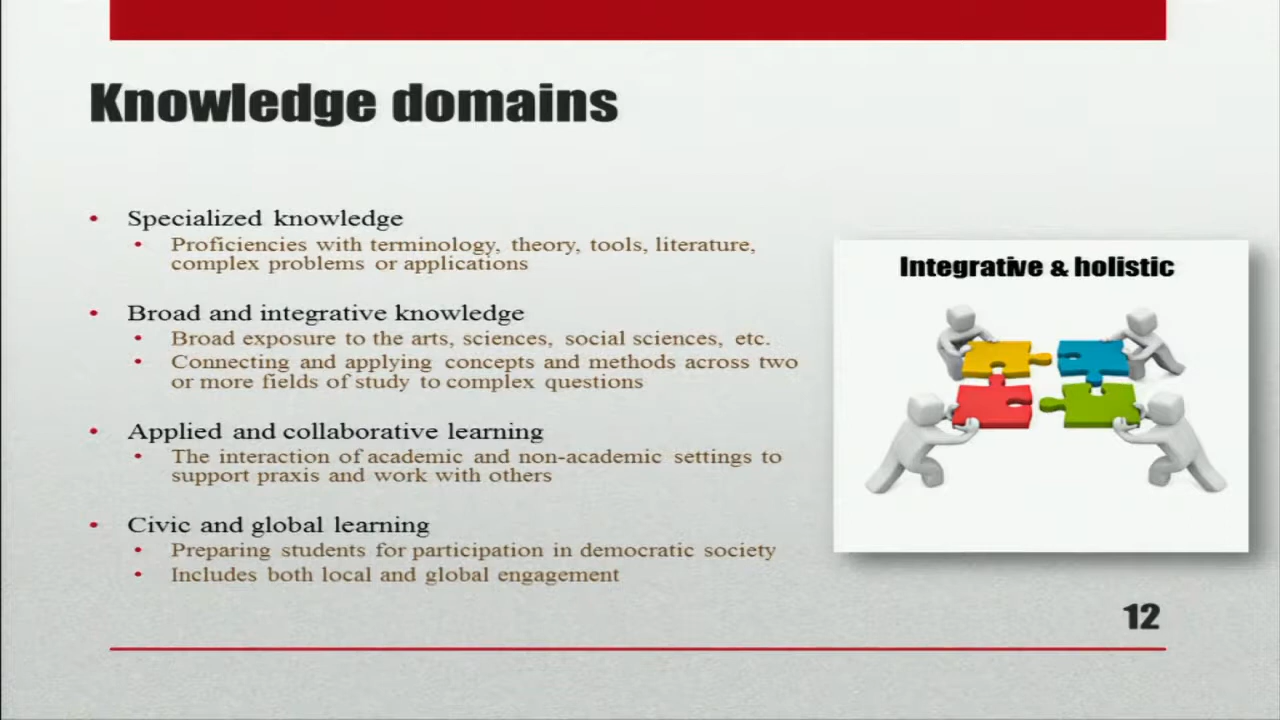 Knowledge domains
• Specialized knowledge
• Proficiencies with terminology, theory, tools, literature,
complex problems or applications
• Broad and integrative knowledge
• Broad exposure to the arts, sciences, social sciences, etc.
• Connecting and applying concepts and methods across two
or more fields of study to complex questions
• Applied and collaborative learning
• The interaction of academic and non-academic settings to
support praxis and work with others
• Civic and global learning
• Preparing students for participation in democratic society
• Includes both local and global engagement
Integrative & holistic
12